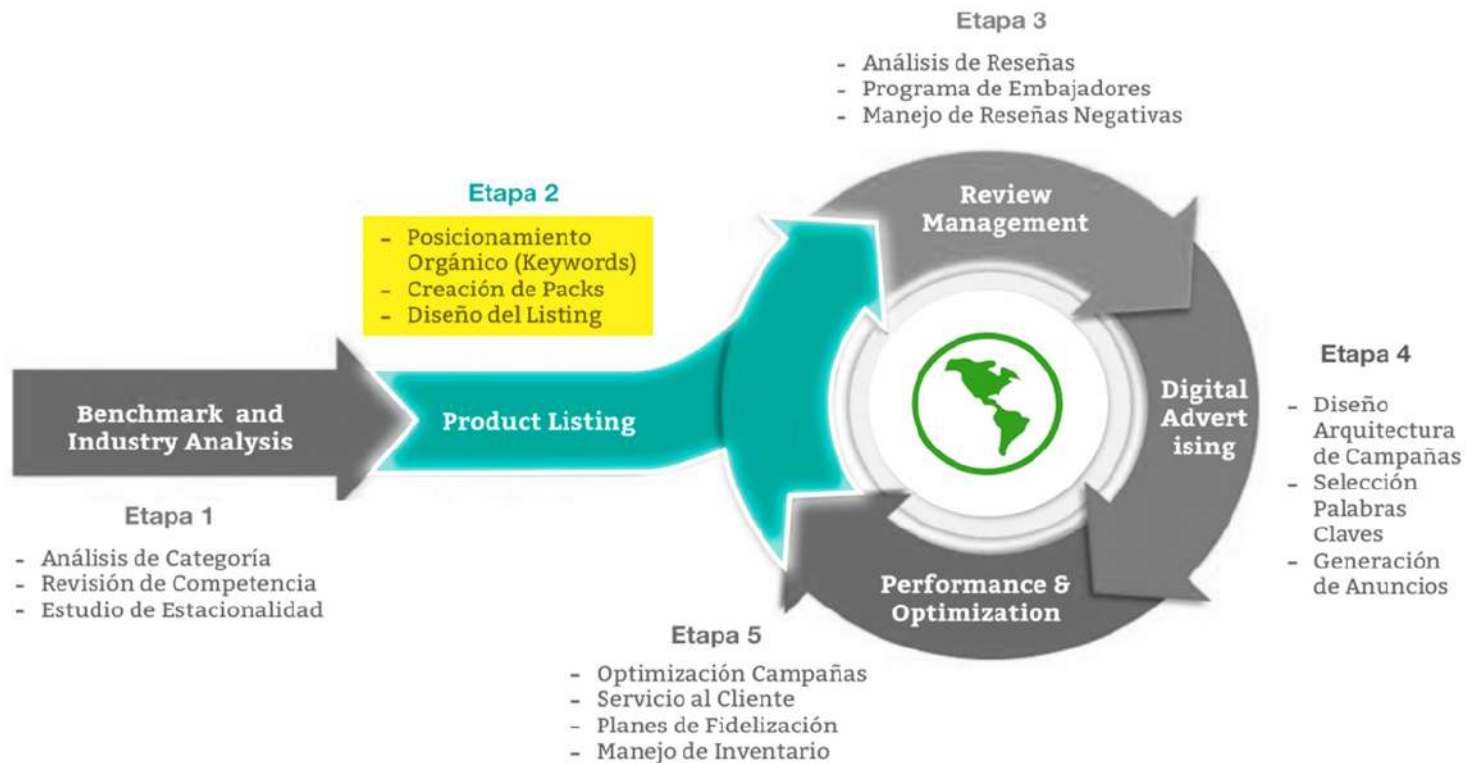 Etapa 3
- Análisis de Reseñas
- Programa de Embajadores
- Manejo de Reseñas Negativas
Etapa 2
- Posicionamiento
Orgánico (Keywords)
- Creación de Packs
- Diseño del Listing
Review
Management
Benchmark and
Industry Analysis
Product Listing
Digital
Advert
ising
Etapa 4
- Diseño
Arquitectura
de Campañas
- Selección
Palabras
Claves
- Generación
de Anuncios
Etapa 1
- Análisis de Categoría
- Revisión de Competencia
- Estudio de Estacionalidad
Performance &
Optimization
Etapa 5
- Optimización Campañas
- Servicio al Cliente
- Planes de Fidelización
- Manejo de Inventario